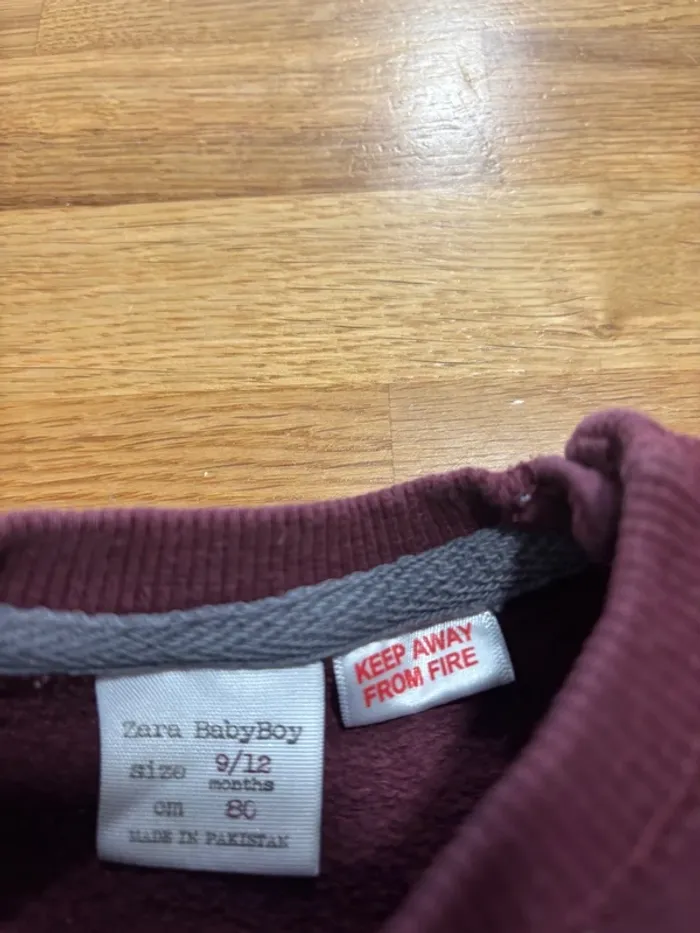 Zara BabyBoy
size 9/12
months
cm 80
MADE IN PAKISTAN
KEEP AWAY
FROM FIRE